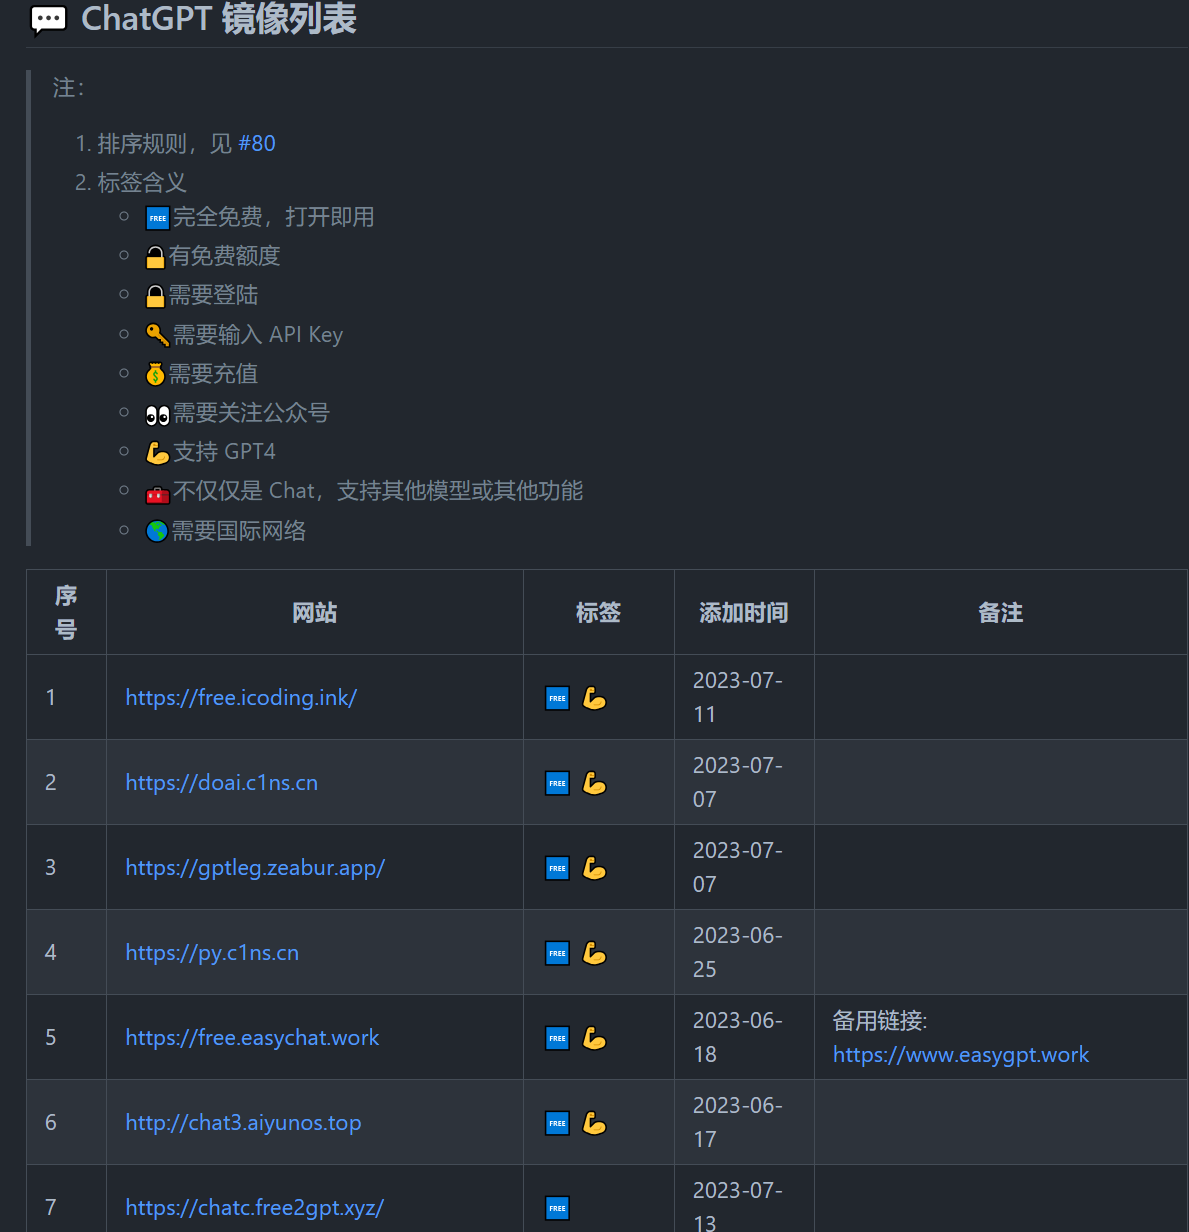 💬 ChatGPT 镜像列表
注：
1. 排序规则，见 #80
2. 标签含义
🆓完全免费，打开即用
🔓有免费额度
🔒需要登陆
🔑需要输入 API Key
💰需要充值
👀需要关注公众号
💪支持 GPT4
🧰不仅仅是 Chat，支持其他模型或其他功能
🌎需要国际网络
序号 网站 标签 添加时间 备注
1 https://free.icoding.ink/ 🆓 💪 2023-07-11
2 https://doai.c1ns.cn 🆓 💪 2023-07-07
3 https://gptleg.zeabur.app/ 🆓 💪 2023-07-07
4 https://py.c1ns.cn 🆓 💪 2023-06-25
5 https://free.easychat.work 🆓 💪 2023-06-18 备用链接: https://www.easygpt.work
6 http://chat3.aiyunos.top 🆓 💪 2023-06-17
7 https://chatc.free2gpt.xyz/ 🆓 2023-07-13